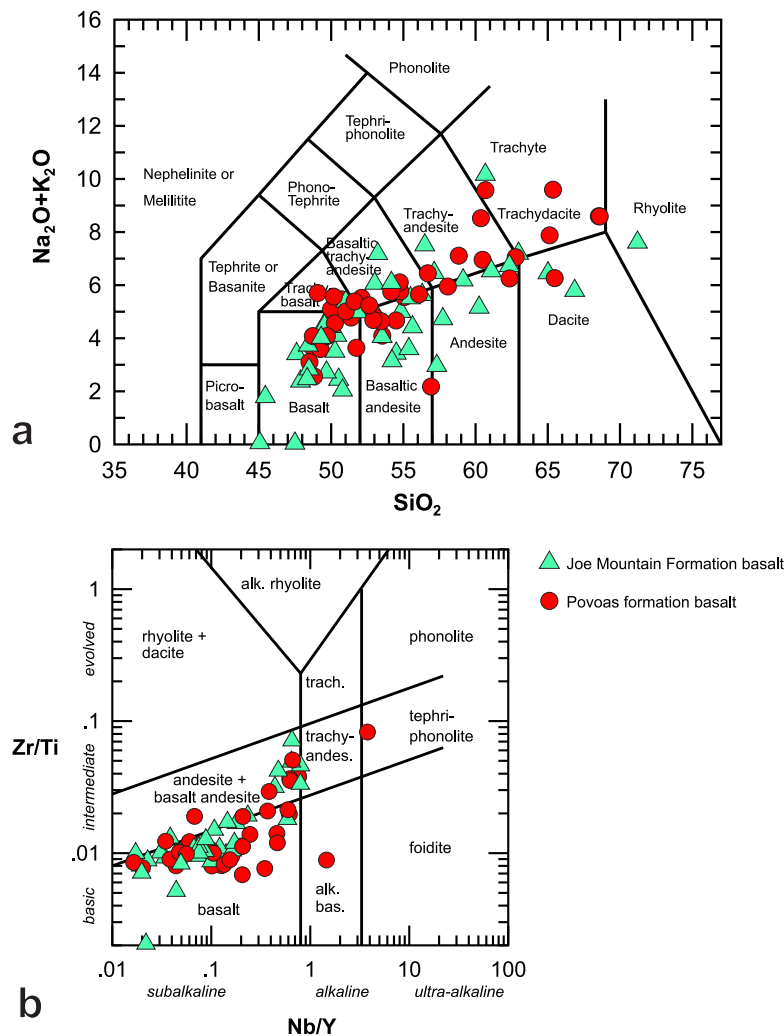 a
Na2O+K2O
16
14
12
10
8
6
4
2
0
Phonolite
Tephri-
phonolite
Trachyte
Nephelinite or
Melilitite
Phono-
Tephrite
Trachy-
andesite
Trachydacite
Rhyolite
Basaltic
trachy-
andesite
Tephrite or
Basanite
basalt
Dacite
Andesite
Picro-
basalt
Basalt
Basaltic
andesite
35 40 45 50 55 60 65 70 75
SiO2
b
Zr/Ti
1
.1
.01
evolved
intermediate
basic
alk. rhyolite
rhyolite +
dacite
phonolite
trach.
tephri-
phonolite
trachy-
andes.
andesite +
basalt andesite
foidite
basalt
alk.
bas.
.01 .1 1 10 100
subalkaline alkaline ultra-alkaline
Nb/Y
Joe Mountain Formation basalt
Povoas formation basalt